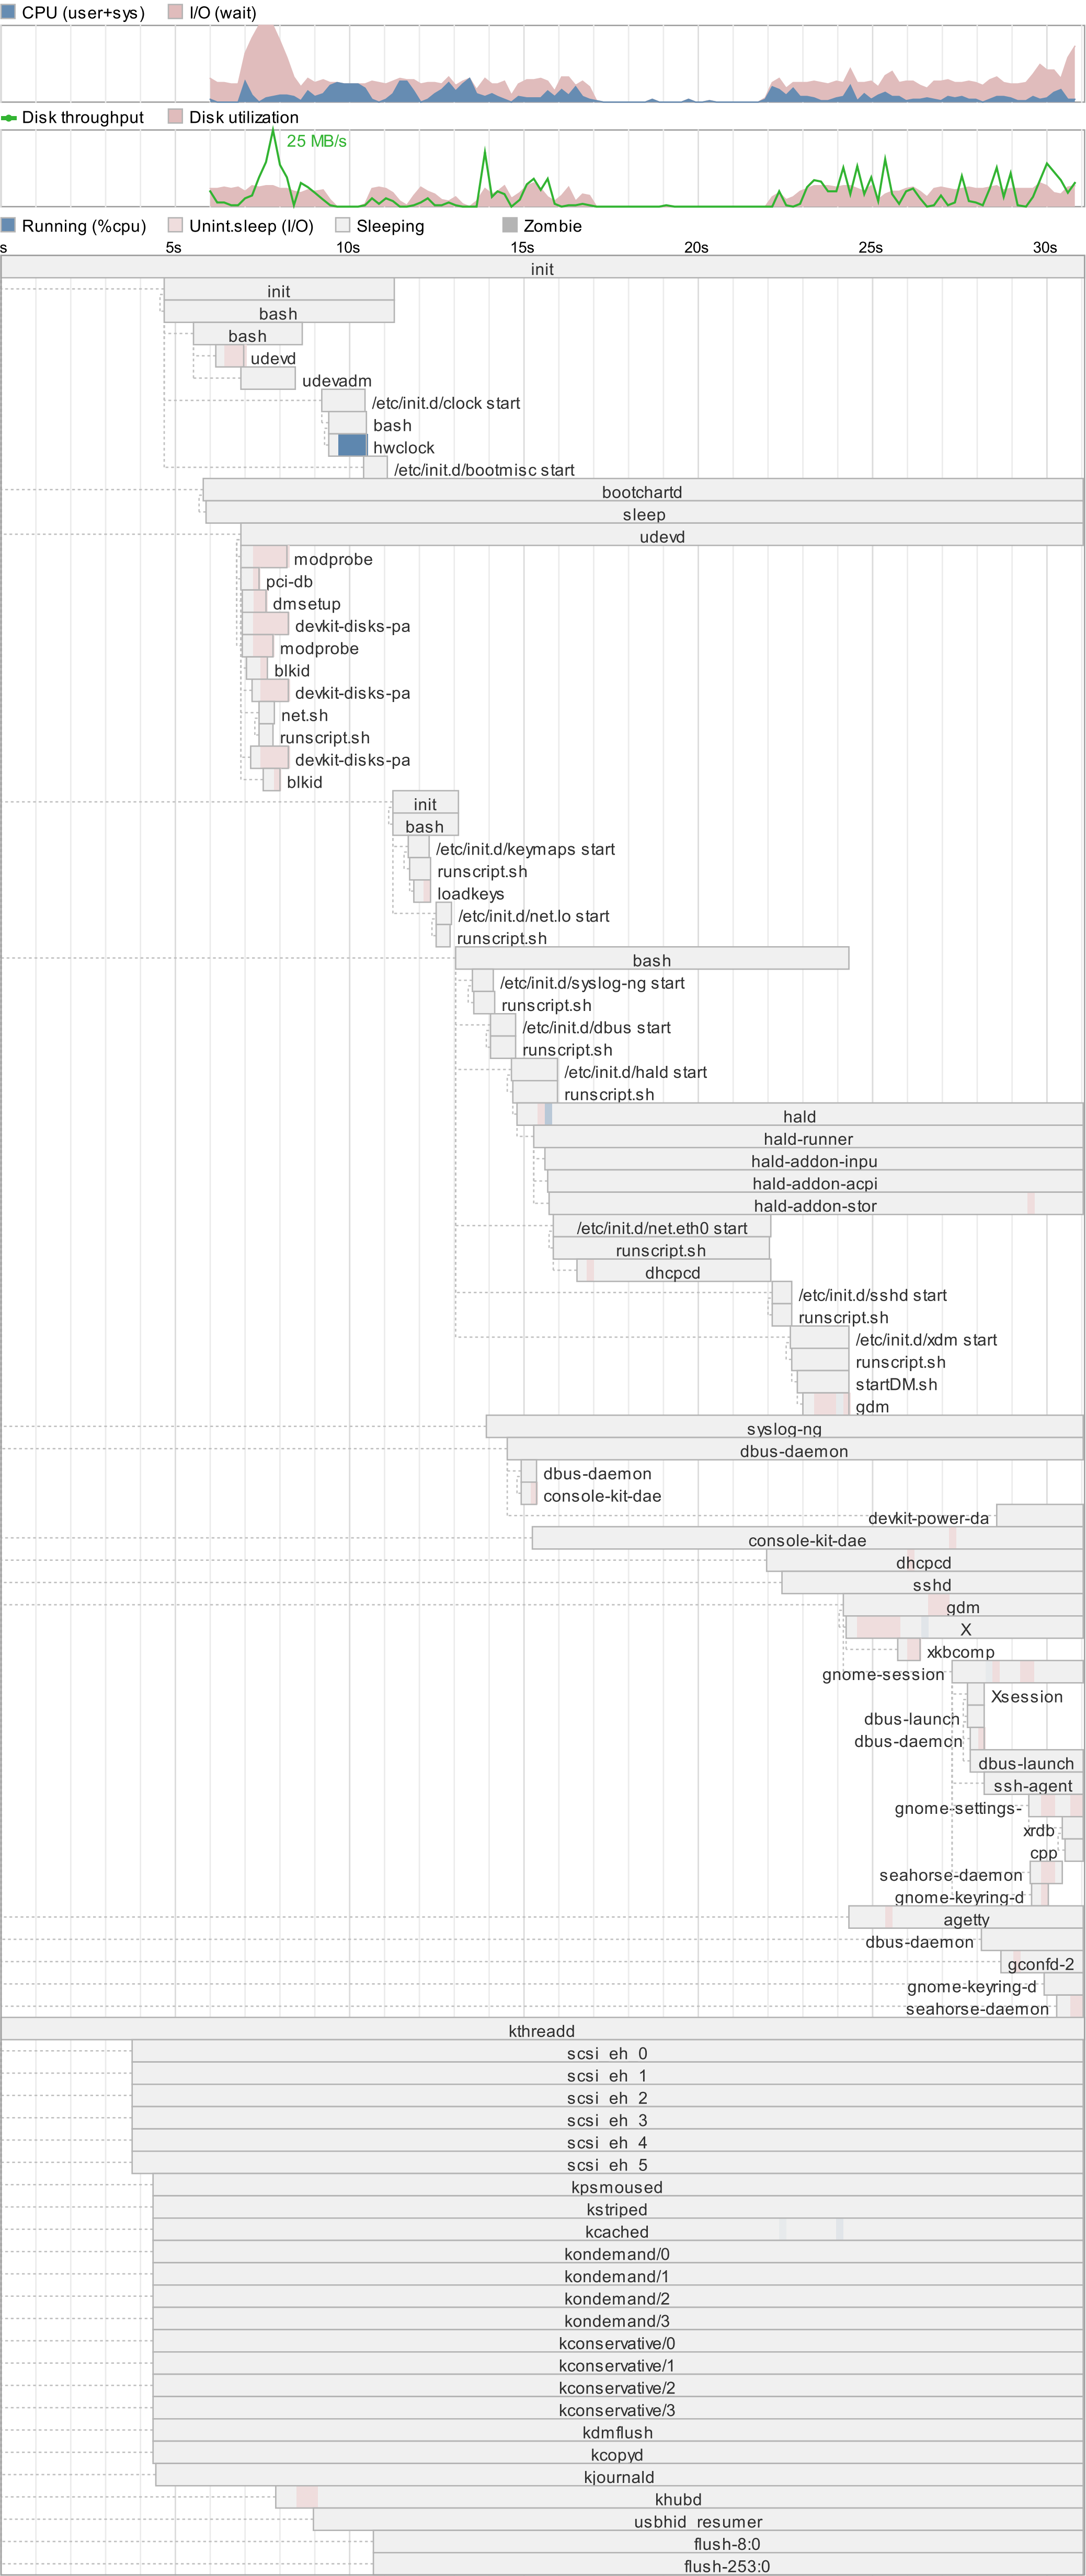 CPU (user+sys) I/O (wait)
Disk throughput Disk utilization
25 MB/s
Running (%cpu) Unint.sleep (I/O) Sleeping Zombie
s 5s 10s 15s 20s 25s 30s
init
init
bash
bash
udevd
udevadm
/etc/init.d/clock start
bash
hwclock
/etc/init.d/bootmisc start
bootchartd
sleep
udevd
modprobe
pci-db
dmsetup
devkit-disks-pa
modprobe
blkid
devkit-disks-pa
net.sh
runscript.sh
devkit-disks-pa
blkid
init
bash
/etc/init.d/keymaps start
runscript.sh
loadkeys
/etc/init.d/net.lo start
runscript.sh
bash
/etc/init.d/syslog-ng start
runscript.sh
/etc/init.d/dbus start
runscript.sh
/etc/init.d/hald start
runscript.sh
hald
hald-runner
hald-addon-inpu
hald-addon-acpi
hald-addon-stor
/etc/init.d/net.eth0 start
runscript.sh
dhcpcd
/etc/init.d/sshd start
runscript.sh
/etc/init.d/xdm start
runscript.sh
startDM.sh
gdm
syslog-ng
dbus-daemon
dbus-daemon
console-kit-dae
devkit-power-da
console-kit-dae
dhcpcd
sshd
gdm
X
xkbcomp
gnome-session
Xsession
dbus-launch
dbus-daemon
dbus-launch
ssh-agent
gnome-settings-
xrdb
cpp
seahorse-daemon
gnome-keyring-d
agetty
dbus-daemon
gconfd-2
gnome-keyring-d
seahorse-daemon
kthreadd
scsi_eh_0
scsi_eh_1
scsi_eh_2
scsi_eh_3
scsi_eh_4
scsi_eh_5
kpsmoused
kstriped
kcached
kondemand/0
kondemand/1
kondemand/2
kondemand/3
kconservative/0
kconservative/1
kconservative/2
kconservative/3
kdmflush
kcopyd
kjournald
khubd
usbhid_resumer
flush-8:0
flush-253:0